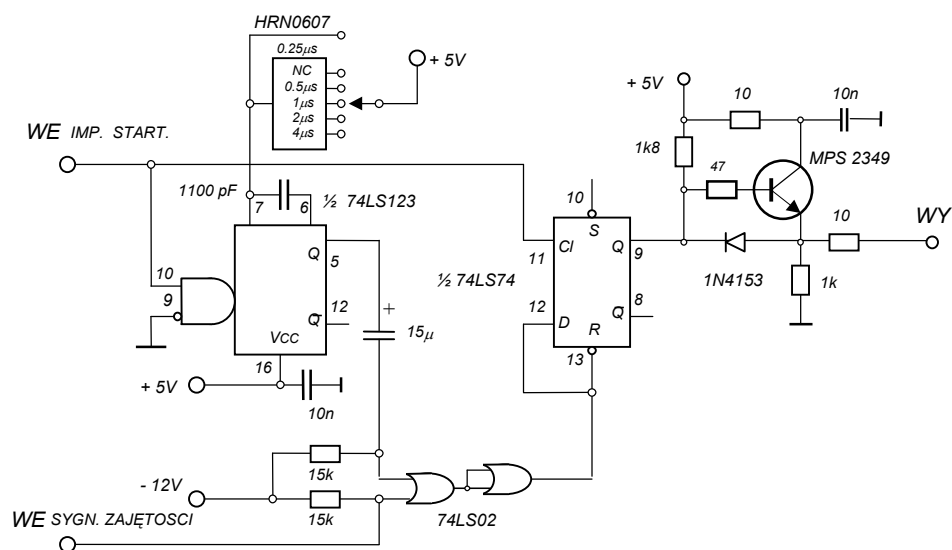 HRN0607
0.25µs
NC
0.5µs
1µs
2µs
4µs
+ 5V
WE IMP. START.
1100 pF
7
6
½ 74LS123
Q
5
10
9
12
Q̅
VCC
16
+ 5V
10n
+
15µ
15k
- 12V
15k
WE SYGN. ZAJĘTOSCI
74LS02
10
S
Cl
11
Q
9
½ 74LS74
12
D
8
Q̅
R
13
+ 5V
10
10n
1k8
47
MPS 2349
10
WY
1N4153
1k